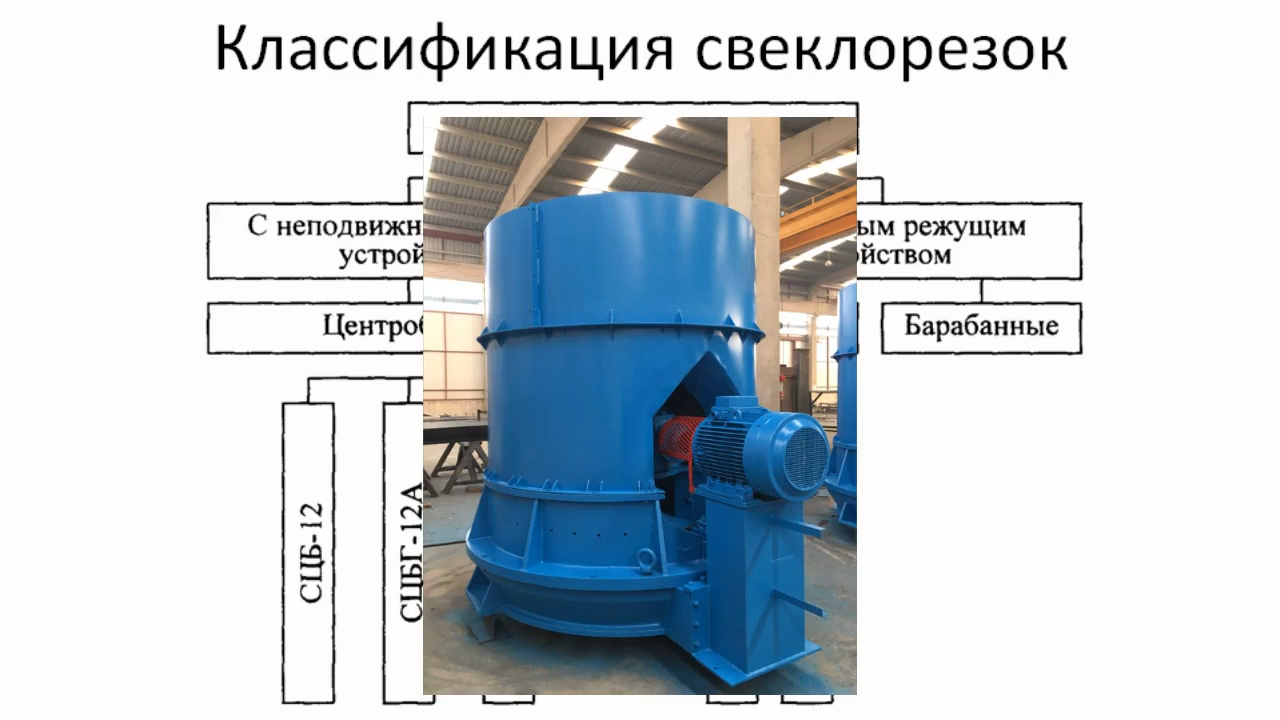 Классификация свеклорезок
С неподвижн
ым режущим
устрой
йством
Центроб
Барабанные
СЦБ-12
СЦБГ-12А